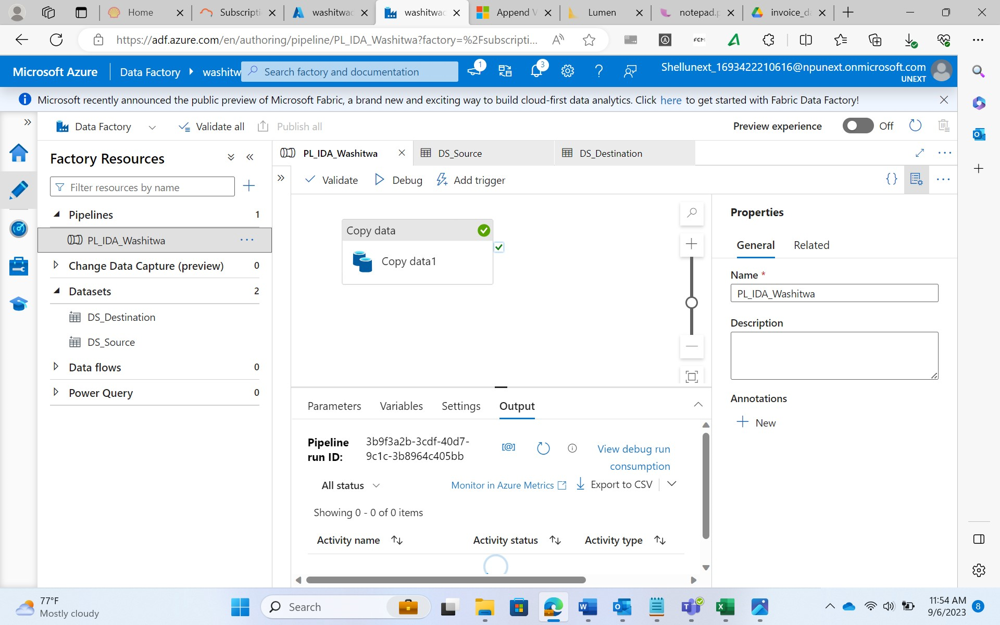 Home
Subscripti
washitwac
washitwac
Append V
Lumen
notepad.p
invoice_da
https://adf.azure.com/en/authoring/pipeline/PL_IDA_Washitwa?factory=%2Fsubscripti...
FCM
Microsoft Azure
Data Factory
washitw
Search factory and documentation
1
3
Shellunext_1693422210616@npunext.onmicrosoft.com
UNEXT
Microsoft recently announced the public preview of Microsoft Fabric, a brand new and exciting way to build cloud-first data analytics. Click here to get started with Fabric Data Factory!
Data Factory
Validate all
Publish all
Preview experience
Off
Factory Resources
PL_IDA_Washitwa
DS_Source
DS_Destination
Filter resources by name
Validate
Debug
Add trigger
Pipelines 1
PL_IDA_Washitwa
Change Data Capture (preview) 0
Datasets 2
DS_Destination
DS_Source
Data flows 0
Power Query 0
Copy data
Copy data1
Properties
General
Related
Name *
PL_IDA_Washitwa
Description
Annotations
New
Parameters
Variables
Settings
Output
Pipeline run ID:
3b9f3a2b-3cdf-40d7-
9c1c-3b8964c405bb
View debug run
consumption
All status
Monitor in Azure Metrics
Export to CSV
Showing 0 - 0 of 0 items
Activity name
Activity status
Activity type
77°F
Mostly cloudy
Search
11:54 AM
9/6/2023
8